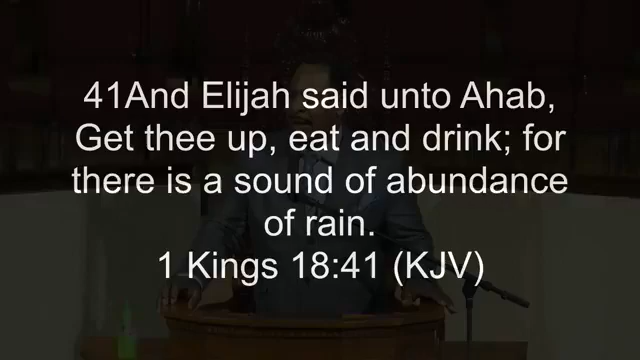 41And Elijah said unto Ahab,
Get thee up, eat and drink; for
there is a sound of abundance
of rain.
1 Kings 18:41 (KJV)